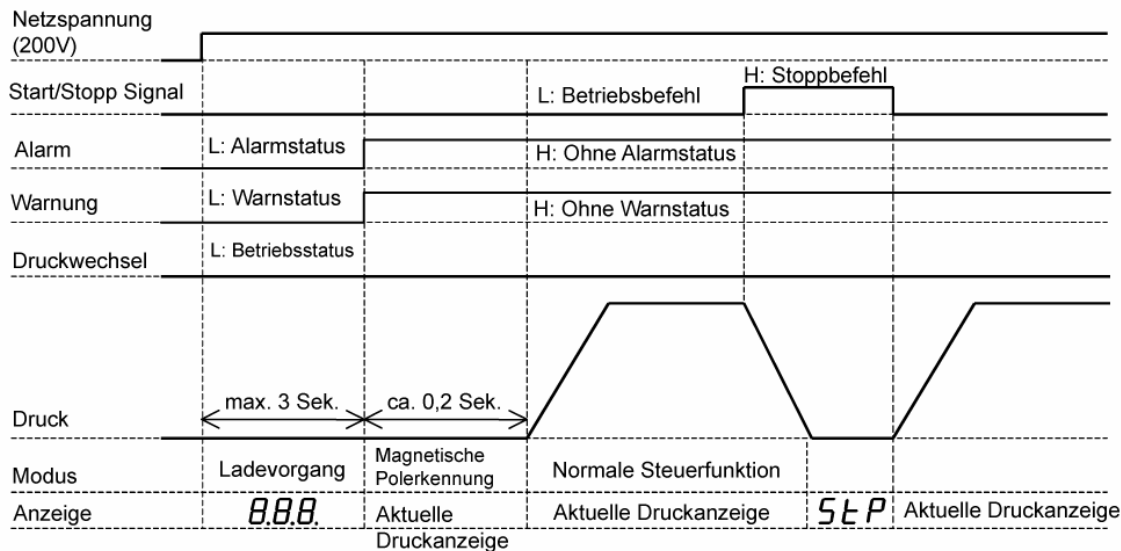 Netzspannung
(200V)
H: Stoppbefehl
Start/Stopp Signal
L: Betriebsbefehl
Alarm
L: Alarmstatus
H: Ohne Alarmstatus
Warnung
L: Warnstatus
H: Ohne Warnstatus
Druckwechsel
L: Betriebsstatus
Druck
max. 3 Sek.
ca. 0,2 Sek.
Modus
Ladevorgang
Magnetische
Polerkennung
Normale Steuerfunktion
Anzeige
8.8.8.
Aktuelle
Druckanzeige
Aktuelle Druckanzeige
StP
Aktuelle Druckanzeige